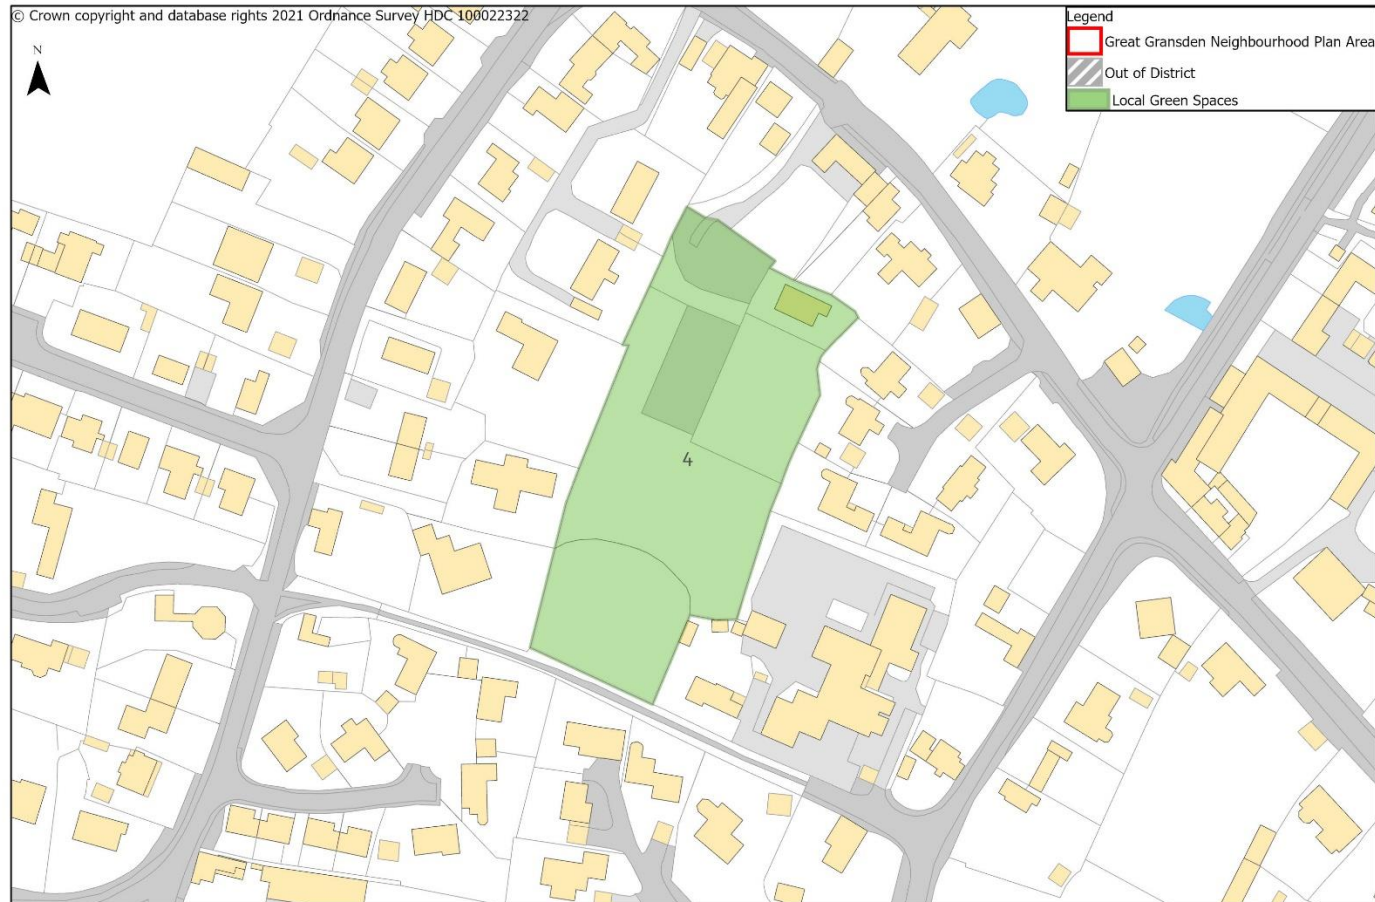 © Crown copyright and database rights 2021 Ordnance Survey HDC 100022322
N
Legend
Great Gransden Neighbourhood Plan Area
Out of District
Local Green Spaces
4